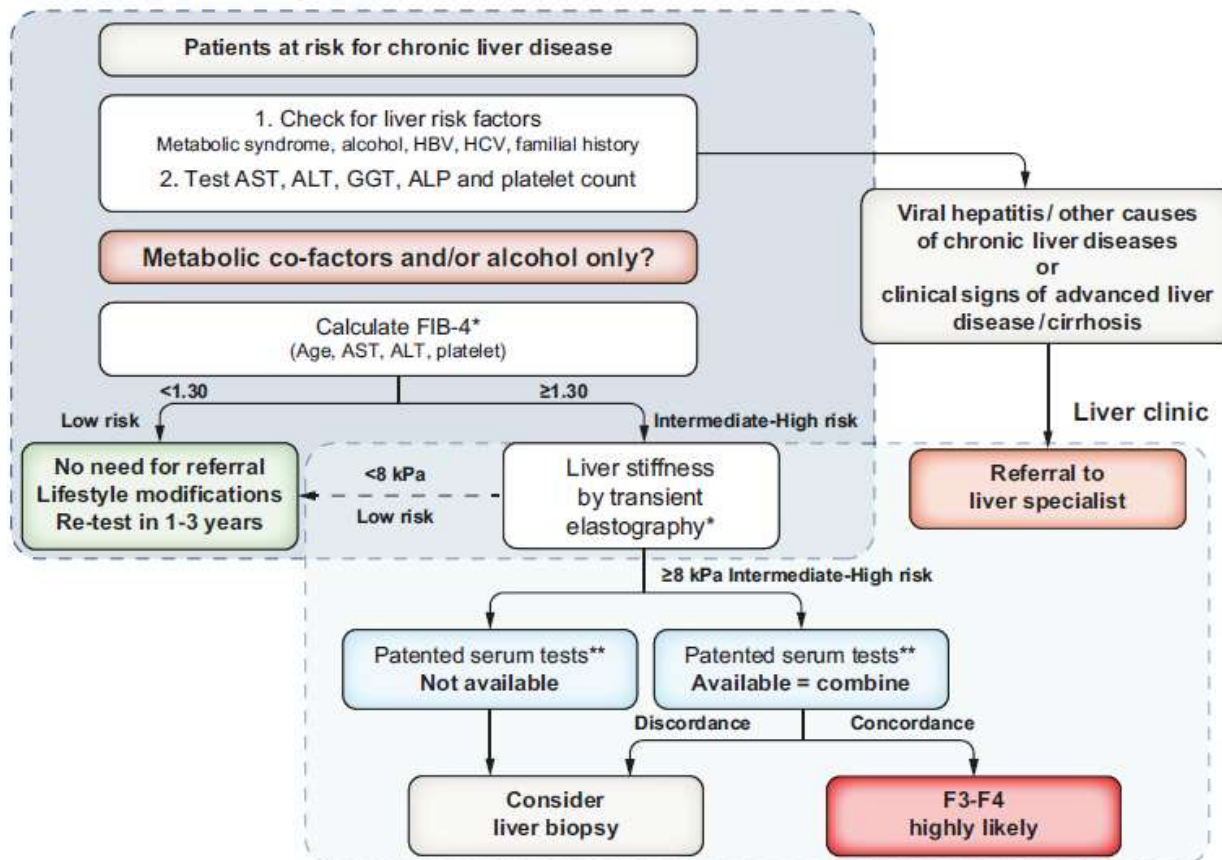 Patients at risk for chronic liver disease
1. Check for liver risk factors
Metabolic syndrome, alcohol, HBV, HCV, familial history
2. Test AST, ALT, GGT, ALP and platelet count
Viral hepatitis/ other causes
of chronic liver diseases
or
clinical signs of advanced liver
disease/cirrhosis
Metabolic co-factors and/or alcohol only?
Calculate FIB-4*
(Age, AST, ALT, platelet)
<1.30
≥1.30
Low risk
Intermediate-High risk
Liver clinic
No need for referral
Lifestyle modifications
Re-test in 1-3 years
<8 kPa
Low risk
Liver stiffness
by transient
elastography*
Referral to
liver specialist
≥8 kPa Intermediate-High risk
Patented serum tests**
Not available
Patented serum tests**
Available = combine
Discordance
Concordance
Consider
liver biopsy
F3-F4
highly likely